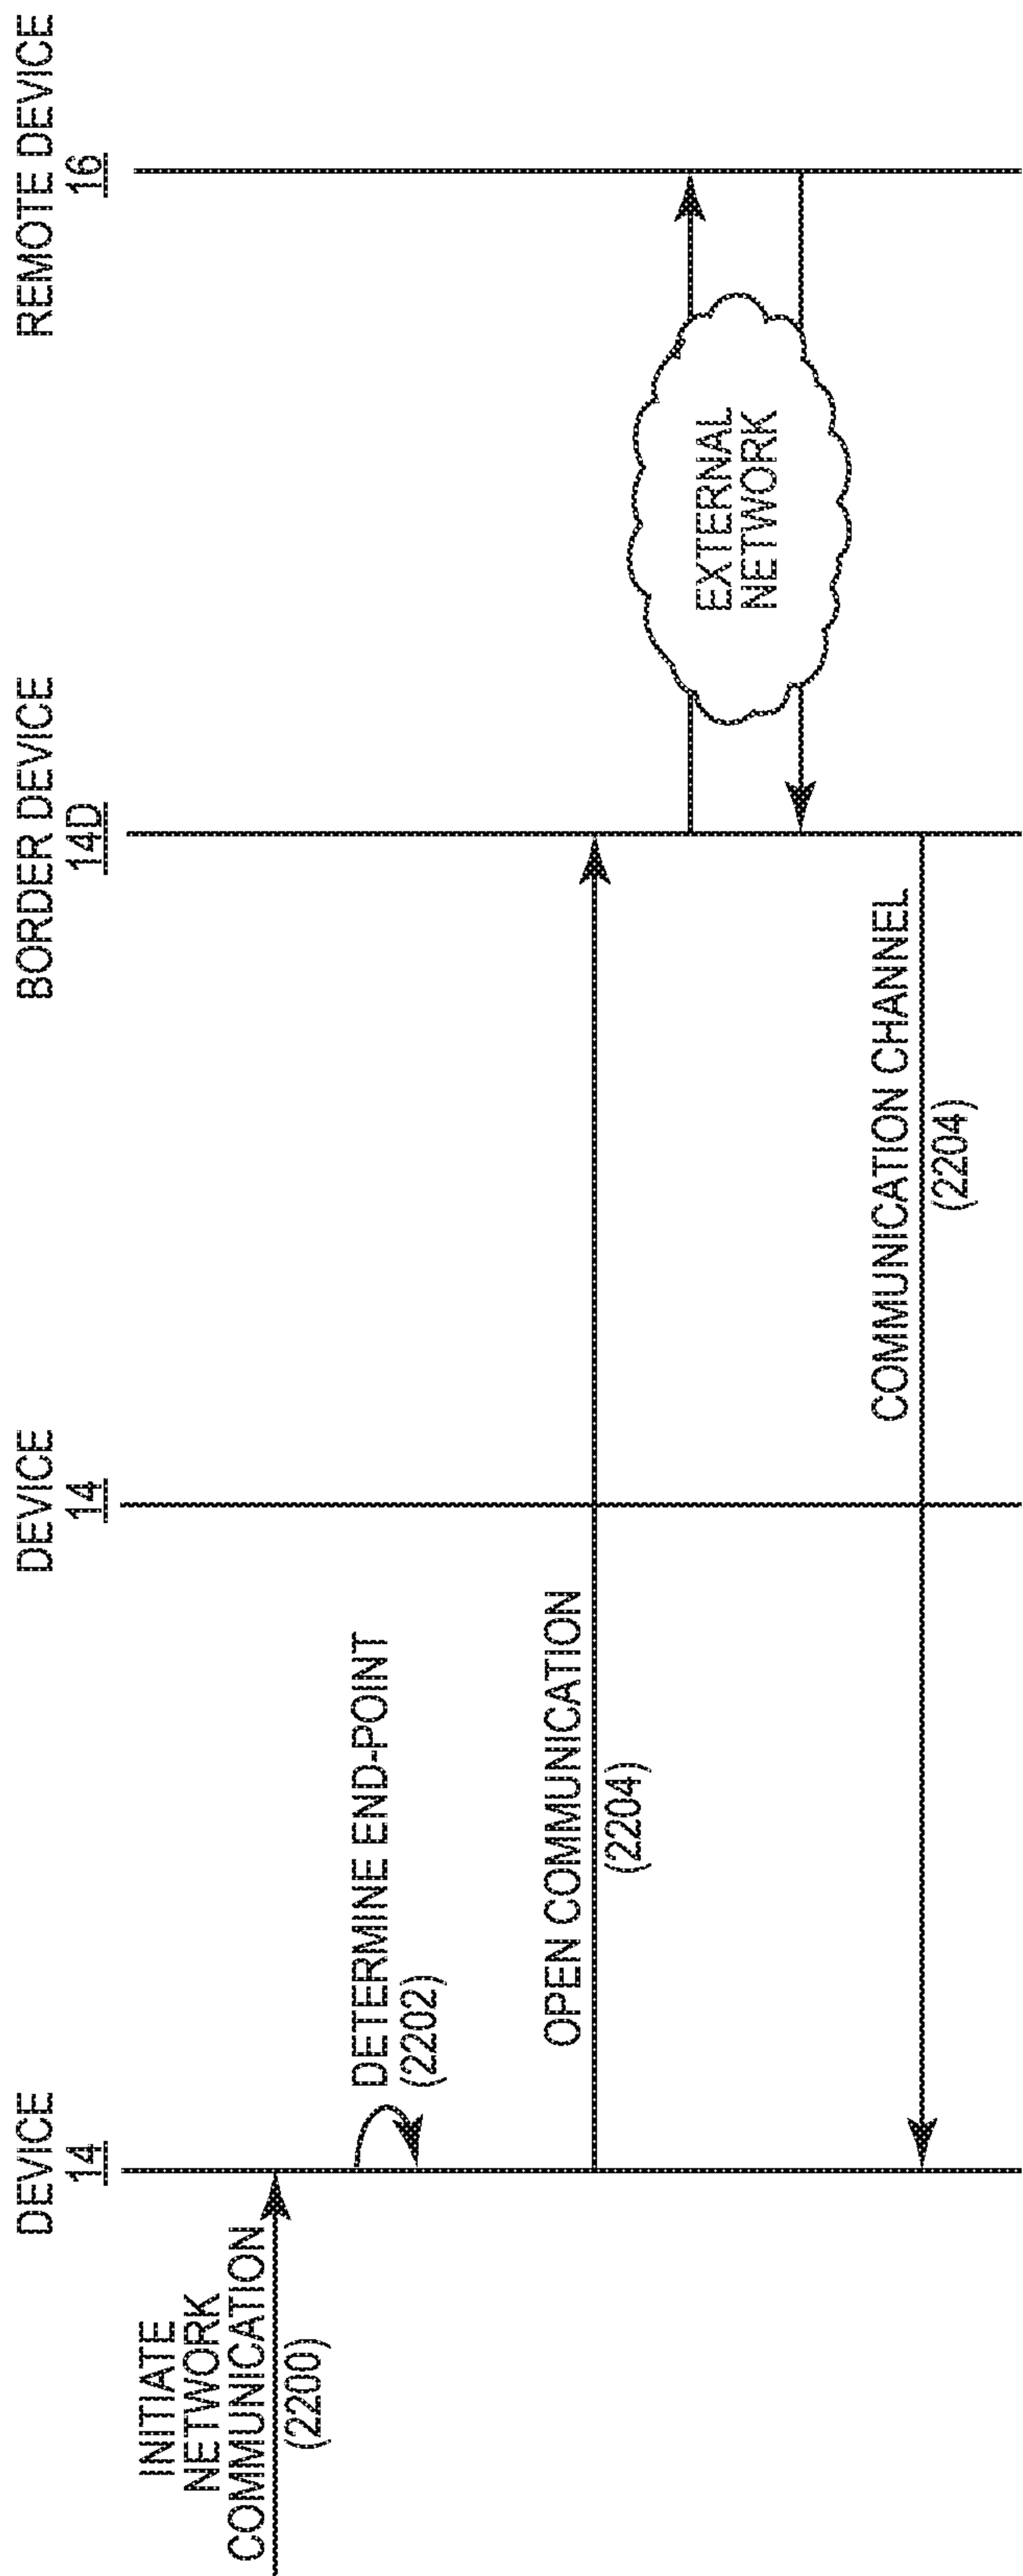 DEVICE
14
DEVICE
14
BORDER DEVICE
14D
REMOTE DEVICE
16
INITIATE
NETWORK
COMMUNICATION
(2200)
DETERMINE END-POINT
(2202)
OPEN COMMUNICATION
(2204)
EXTERNAL
NETWORK
COMMUNICATION CHANNEL
(2204)